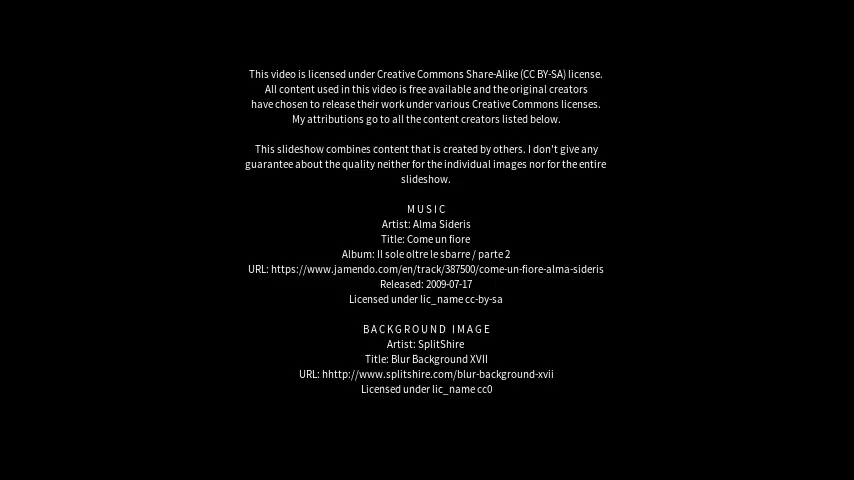 This video is licensed under Creative Commons Share-Alike (CC BY-SA) license.
All content used in this video is free available and the original creators
have chosen to release their work under various Creative Commons licenses.
My attributions go to all the content creators listed below.
This slideshow combines content that is created by others. I don't give any
guarantee about the quality neither for the individual images nor for the entire
slideshow.
MUSIC
Artist: Alma Sideris
Title: Come un fiore
Album: Il sole oltre le sbarre / parte 2
URL: https://www.jamendo.com/en/track/387500/come-un-fiore-alma-sideris
Released: 2009-07-17
Licensed under lic_name cc-by-sa
BACKGROUND IMAGE
Artist: SplitShire
Title: Blur Background XVII
URL: hhttp://www.splitshire.com/blur-background-xvii
Licensed under lic_name cc0